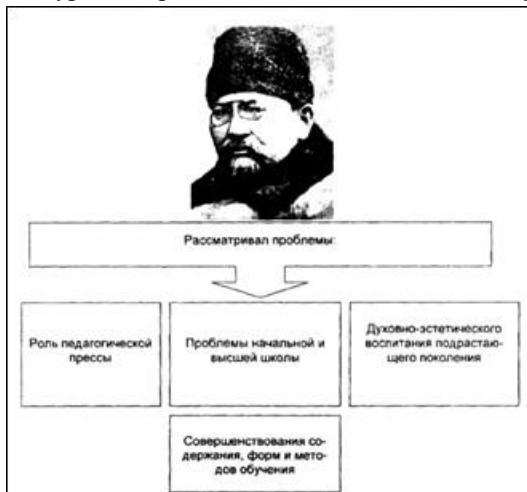 Рассматривал проблемы:
Роль педагогической
прессы
Проблемы начальной и
высшей школы
Духовно-эстетического
воспитания подрастаю-
щего поколения
Совершенствования со-
держания, форм и мето-
дов обучения